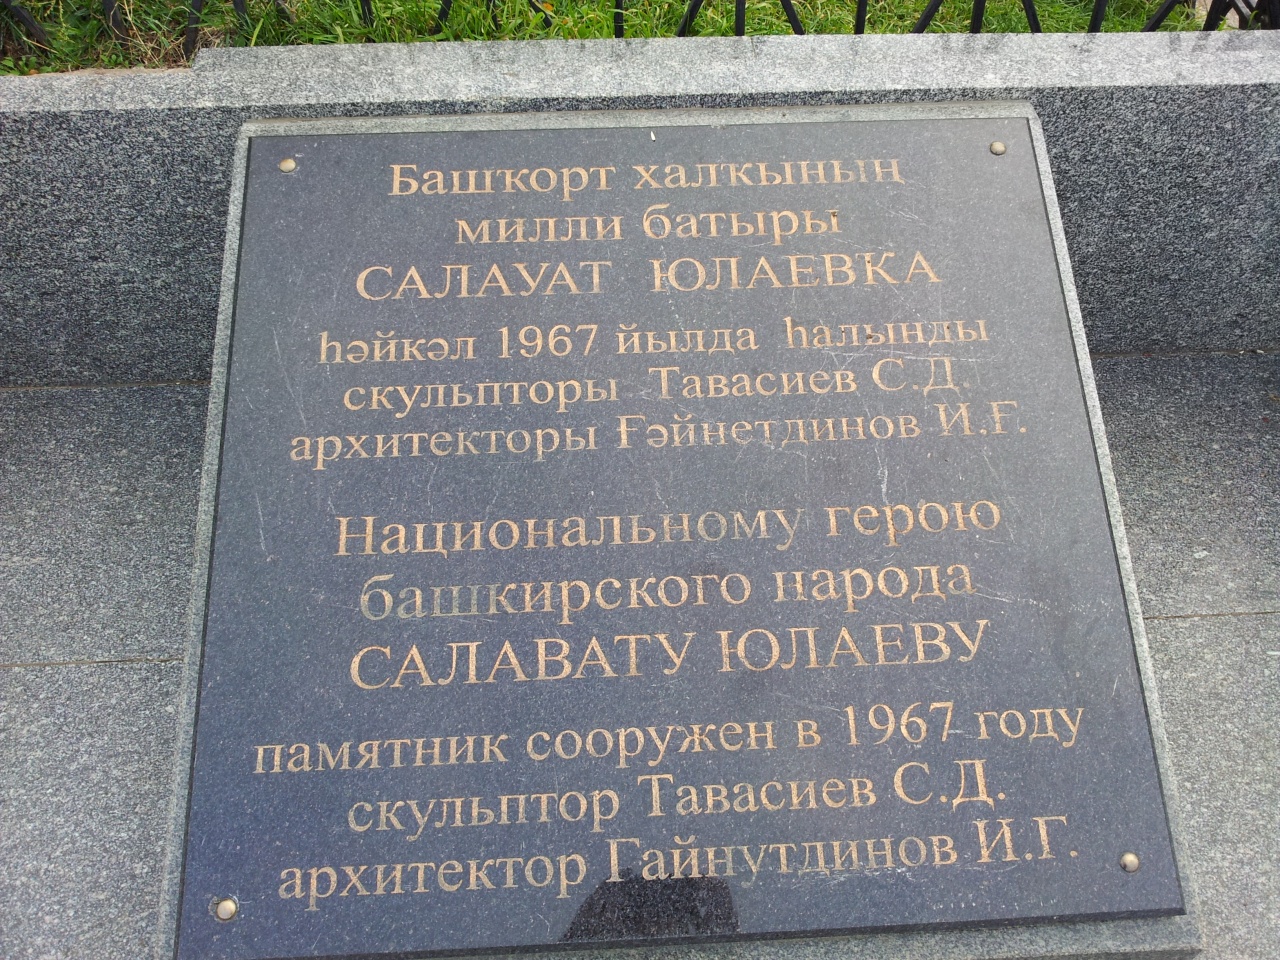 Башҡорт халҡының
милли батыры
САЛАУАТ ЮЛАЕВКА
һәйкәл 1967 йылда һалынды
скульпторы Тавасиев С.Д.
архитекторы Ғәйнетдинов И.Ғ.
Национальному герою
башкирского народа
САЛАВАТУ ЮЛАЕВУ
памятник сооружен в 1967 году
скульптор Тавасиев С.Д.
архитектор Гайнутдинов И.Г.